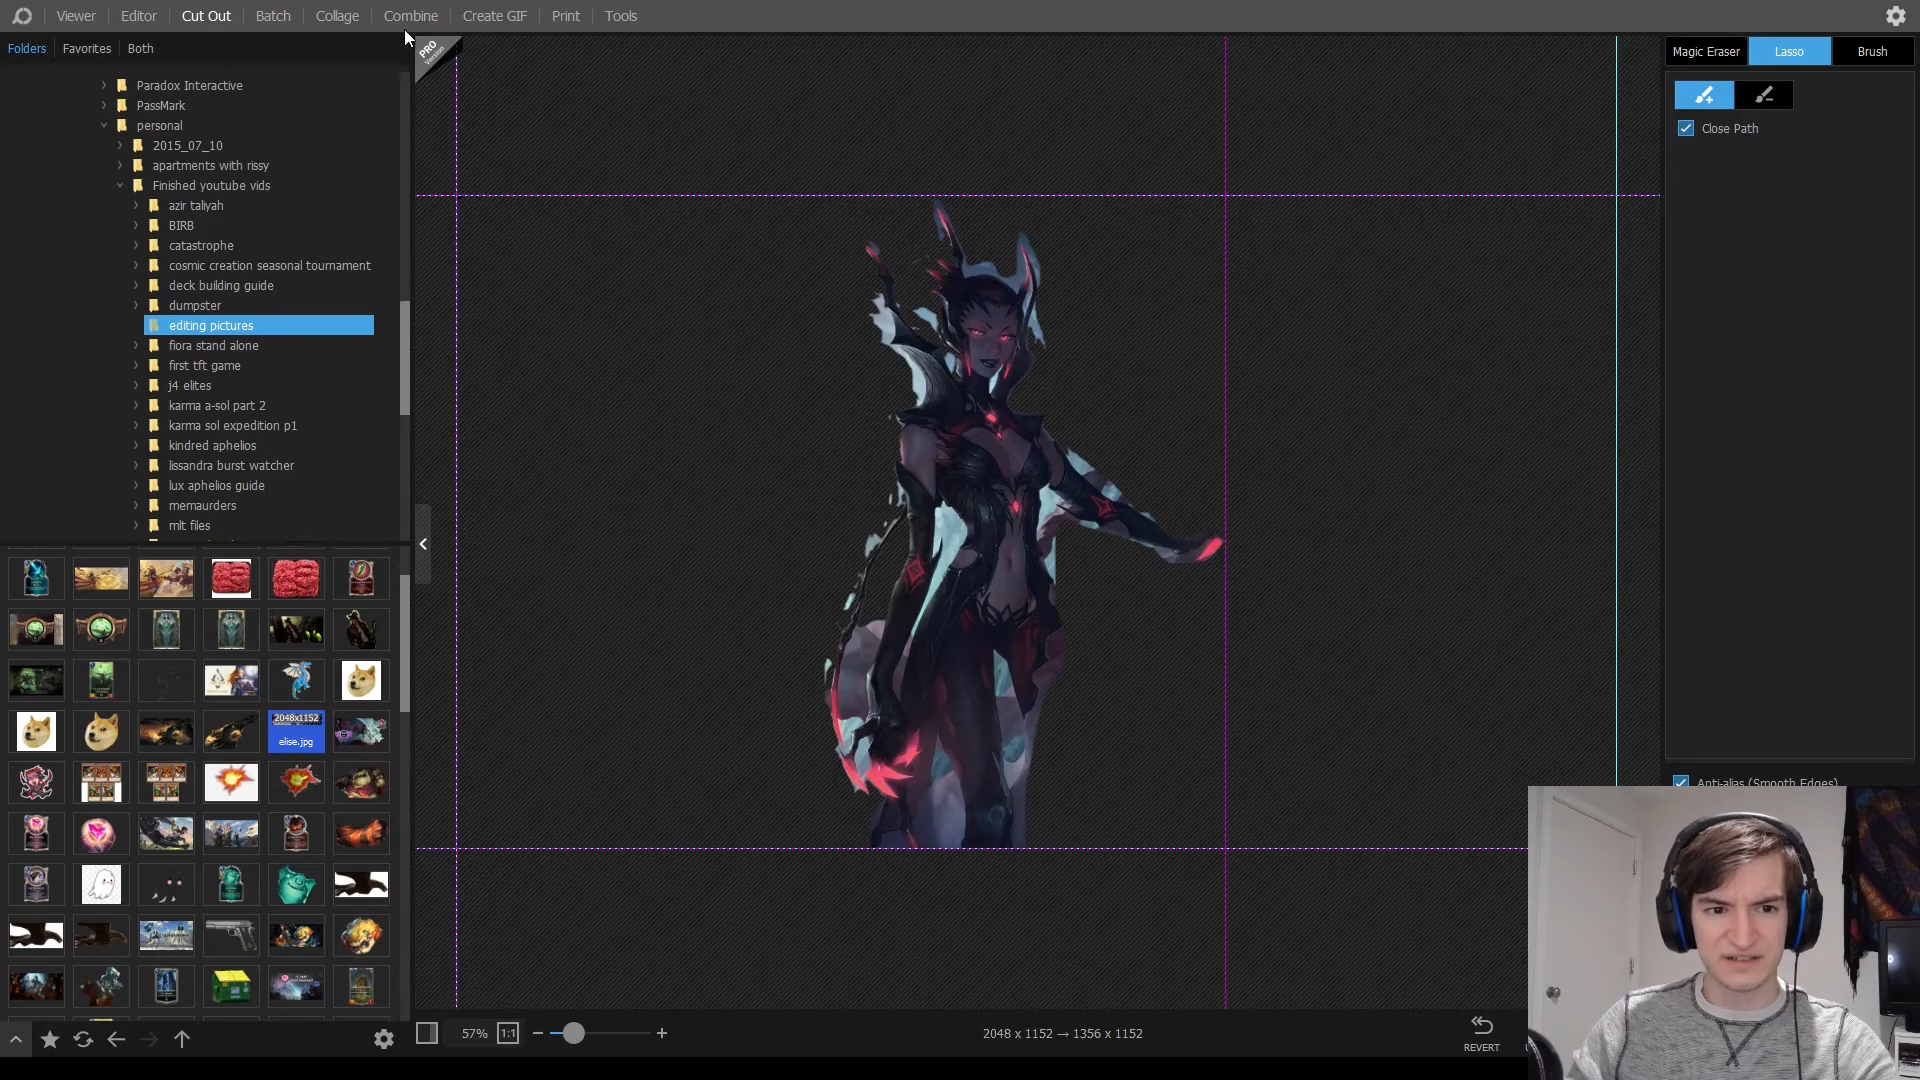 Viewer
Editor
Cut Out
Batch
Collage
Combine
Create GIF
Print
Tools
Folders
Favorites
Both
PRO
Version
Magic Eraser
Lasso
Brush
Close Path
Paradox Interactive
PassMark
personal
2015_07_10
apartments with rissy
Finished youtube vids
azir taliyah
BIRB
catastrophe
cosmic creation seasonal tournament
deck building guide
dumpster
editing pictures
fiora stand alone
first tft game
j4 elites
karma a-sol part 2
karma sol expedition p1
kindred aphelios
lissandra burst watcher
lux aphelios guide
memaurders
mlt files
2048x1152
elise.jpg
Anti-alias (Smooth Edges)
57%
1:1
2048 x 1152 → 1356 x 1152
REVERT